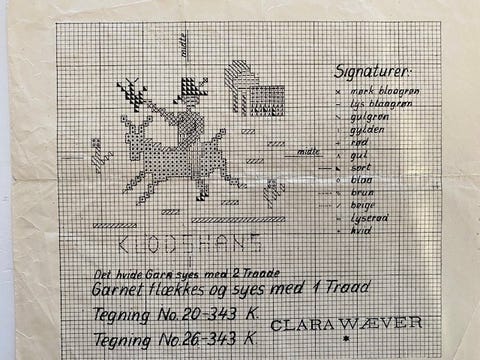 midte
Signaturer:
× mørk blaagrøn
– lys blaagrøn
gulgrøn
gylden
+ rød
gul
midte
sort
o blaa
brun
beige
lyserød
hvid
KLODSHANS
Det hvide Garn syes med 2 Traade
Garnet flækkes og syes med 1 Traad
Tegning No. 20-343 K.
Tegning No. 26-343 K.
CLARA WÆVER